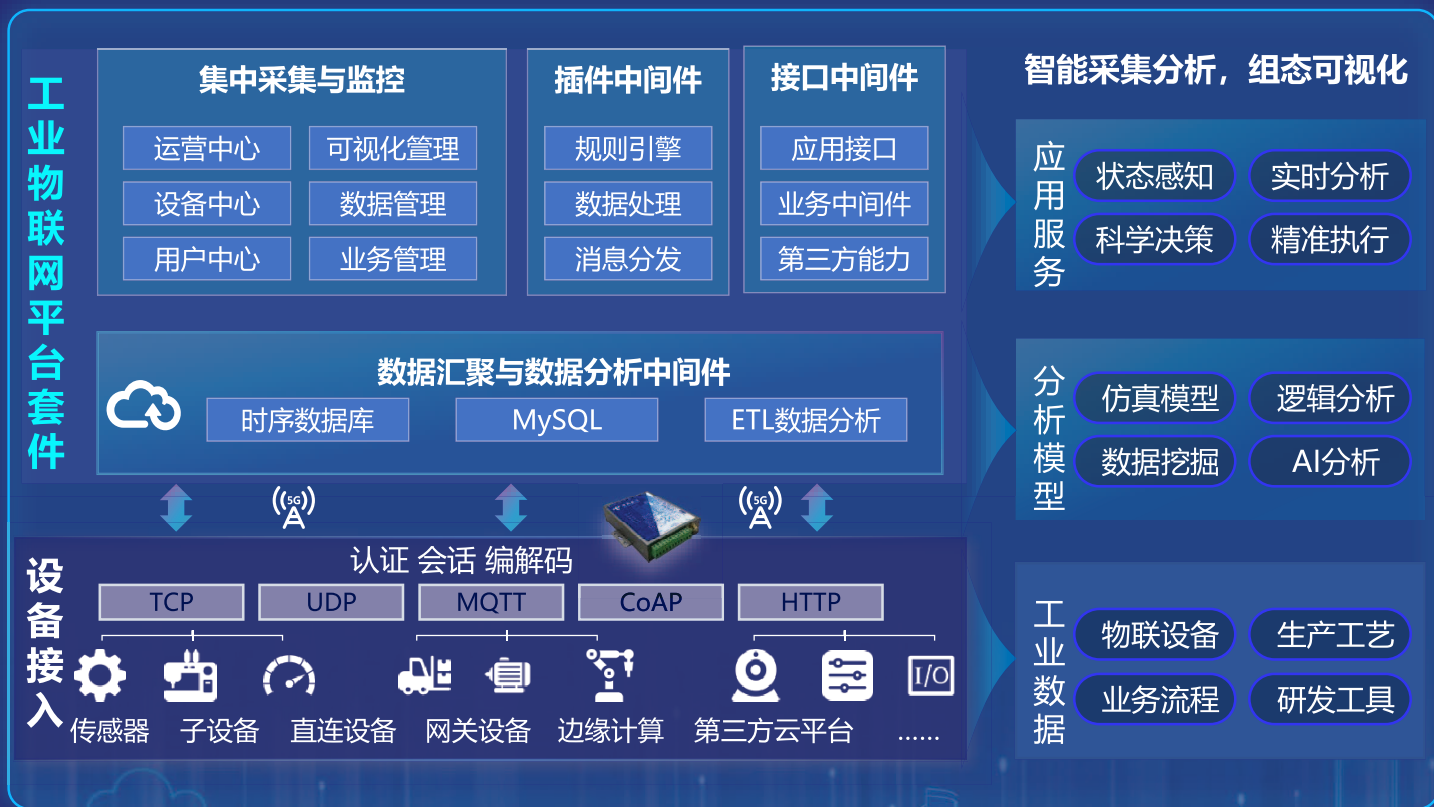 工业物联网平台套件
集中采集与监控
运营中心 可视化管理
设备中心 数据管理
用户中心 业务管理
插件中间件
规则引擎
数据处理
消息分发
接口中间件
应用接口
业务中间件
第三方能力
数据汇聚与数据分析中间件
时序数据库 MySQL ETL数据分析
5G
5G
设备接入
认证 会话 编解码
TCP UDP MQTT CoAP HTTP
I/O
传感器 子设备 直连设备 网关设备 边缘计算 第三方云平台 ……
智能采集分析，组态可视化
应用服务
状态感知 实时分析
科学决策 精准执行
分析模型
仿真模型 逻辑分析
数据挖掘 AI分析
工业数据
物联设备 生产工艺
业务流程 研发工具